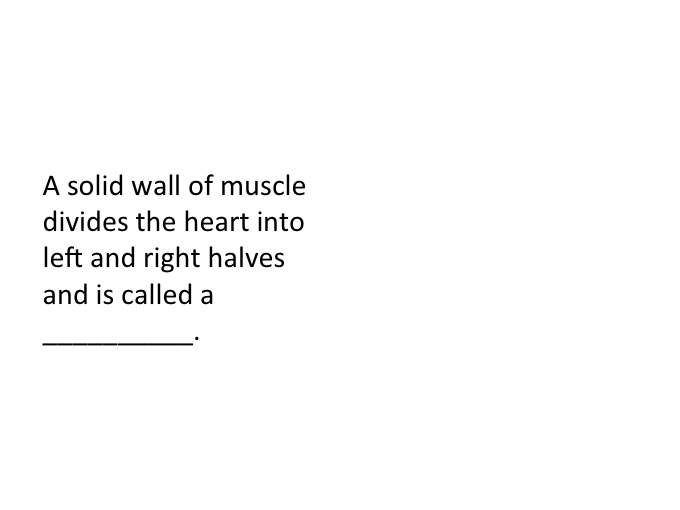 A solid wall of muscle
divides the heart into
left and right halves
and is called a
__________.